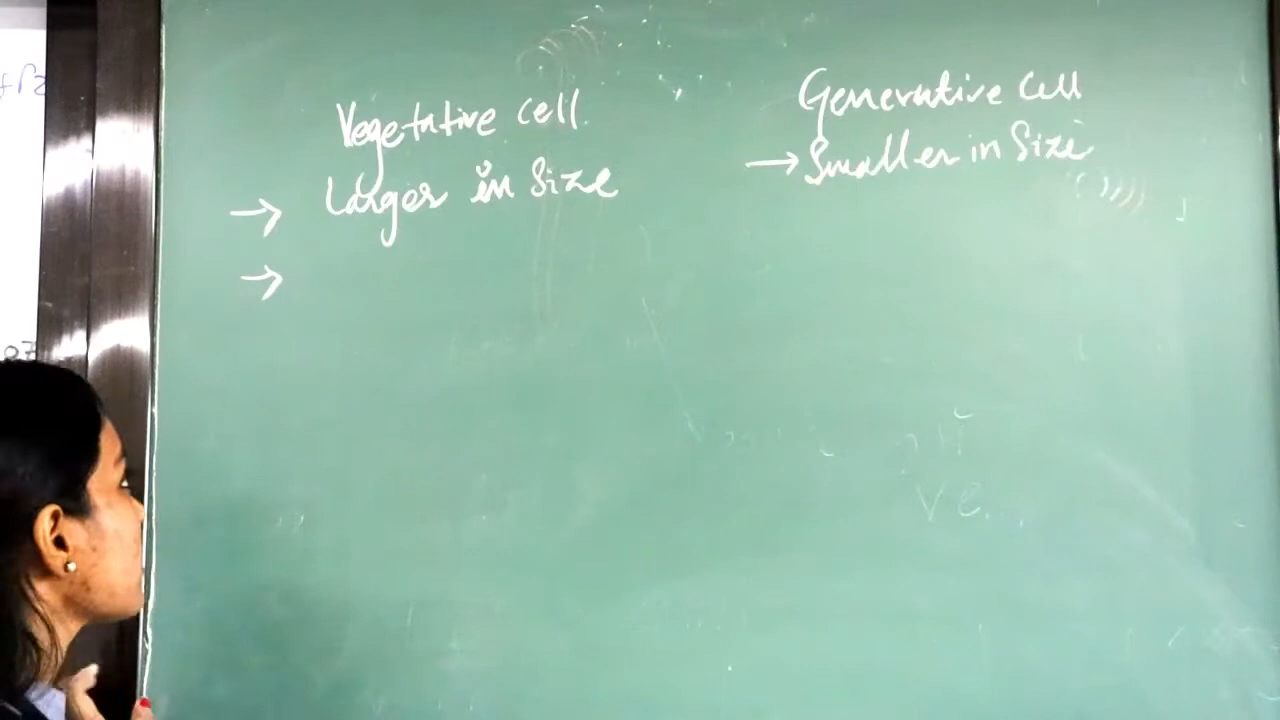 Vegetative cell
→ Larger in Size
→
Generative Cell
→ Smaller in Size